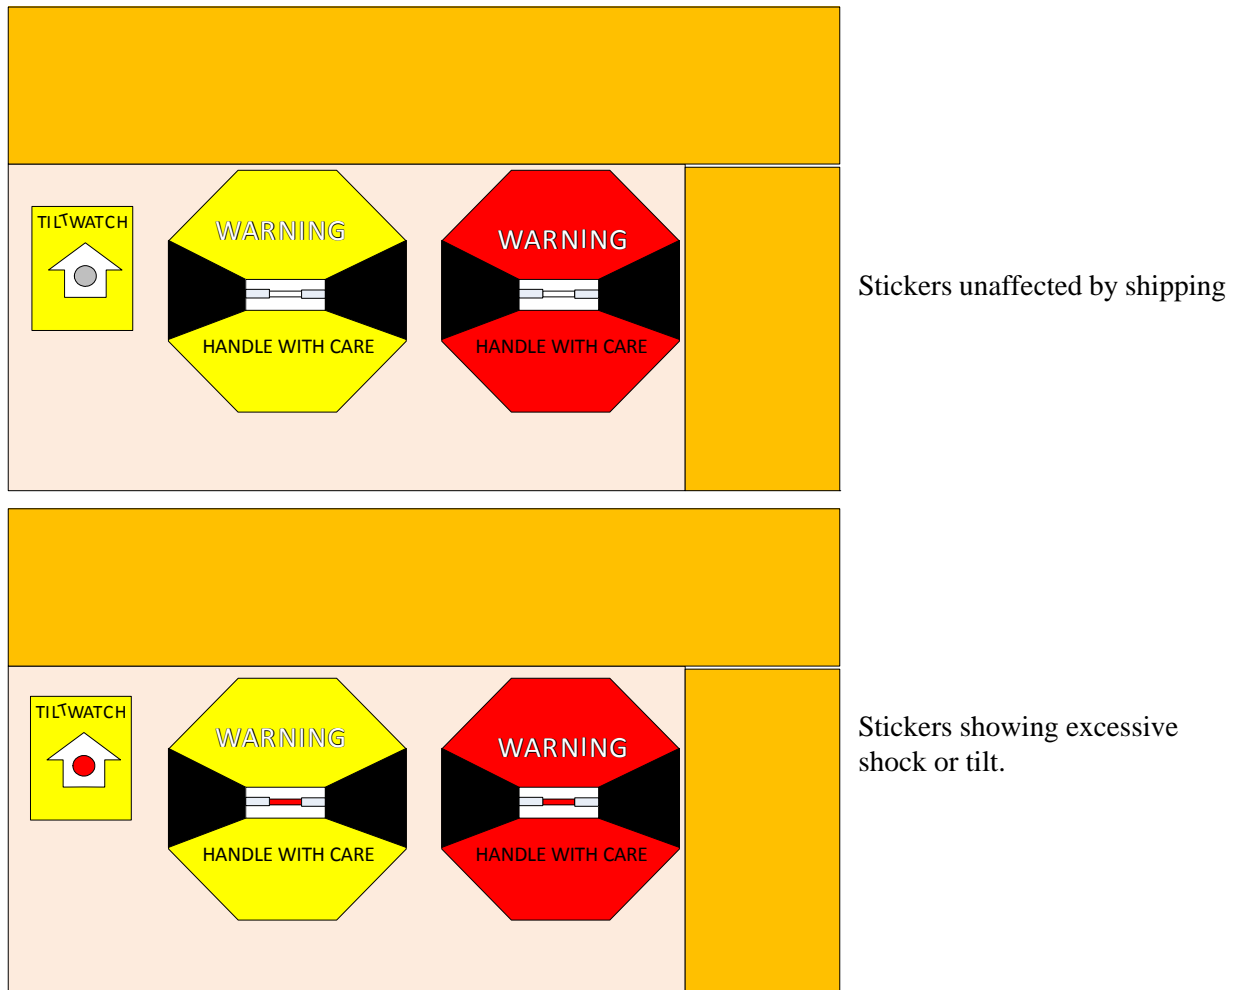 TILTWATCH
WARNING
WARNING
HANDLE WITH CARE
HANDLE WITH CARE
Stickers unaffected by shipping
TILTWATCH
WARNING
WARNING
HANDLE WITH CARE
HANDLE WITH CARE
Stickers showing excessive
shock or tilt.